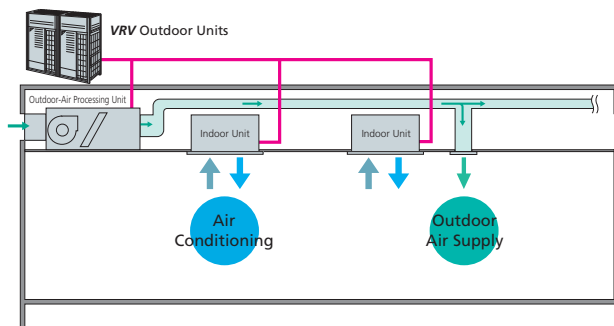 VRV Outdoor Units
Outdoor-Air Processing Unit
Indoor Unit
Indoor Unit
Air
Conditioning
Outdoor
Air Supply